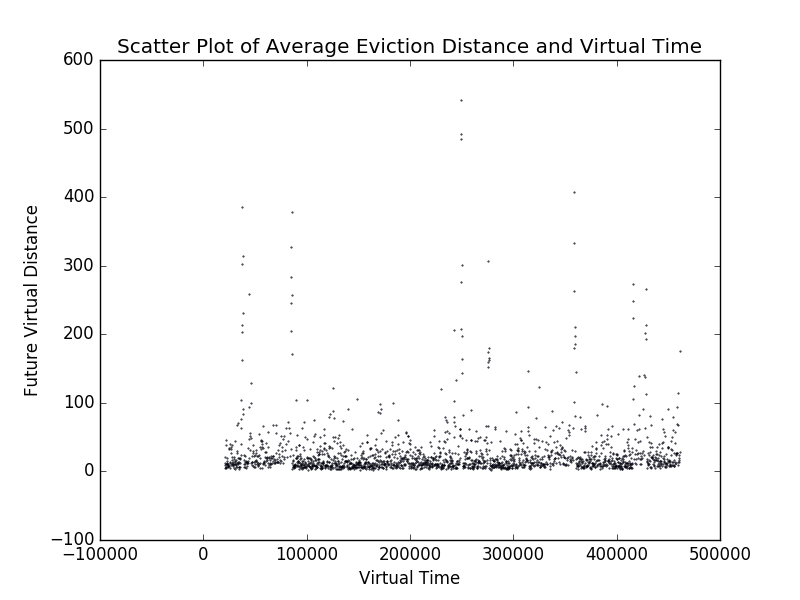 Scatter Plot of Average Eviction Distance and Virtual Time
600
500
400
300
200
100
0
−100
Future Virtual Distance
−100000 0 100000 200000 300000 400000 500000
Virtual Time